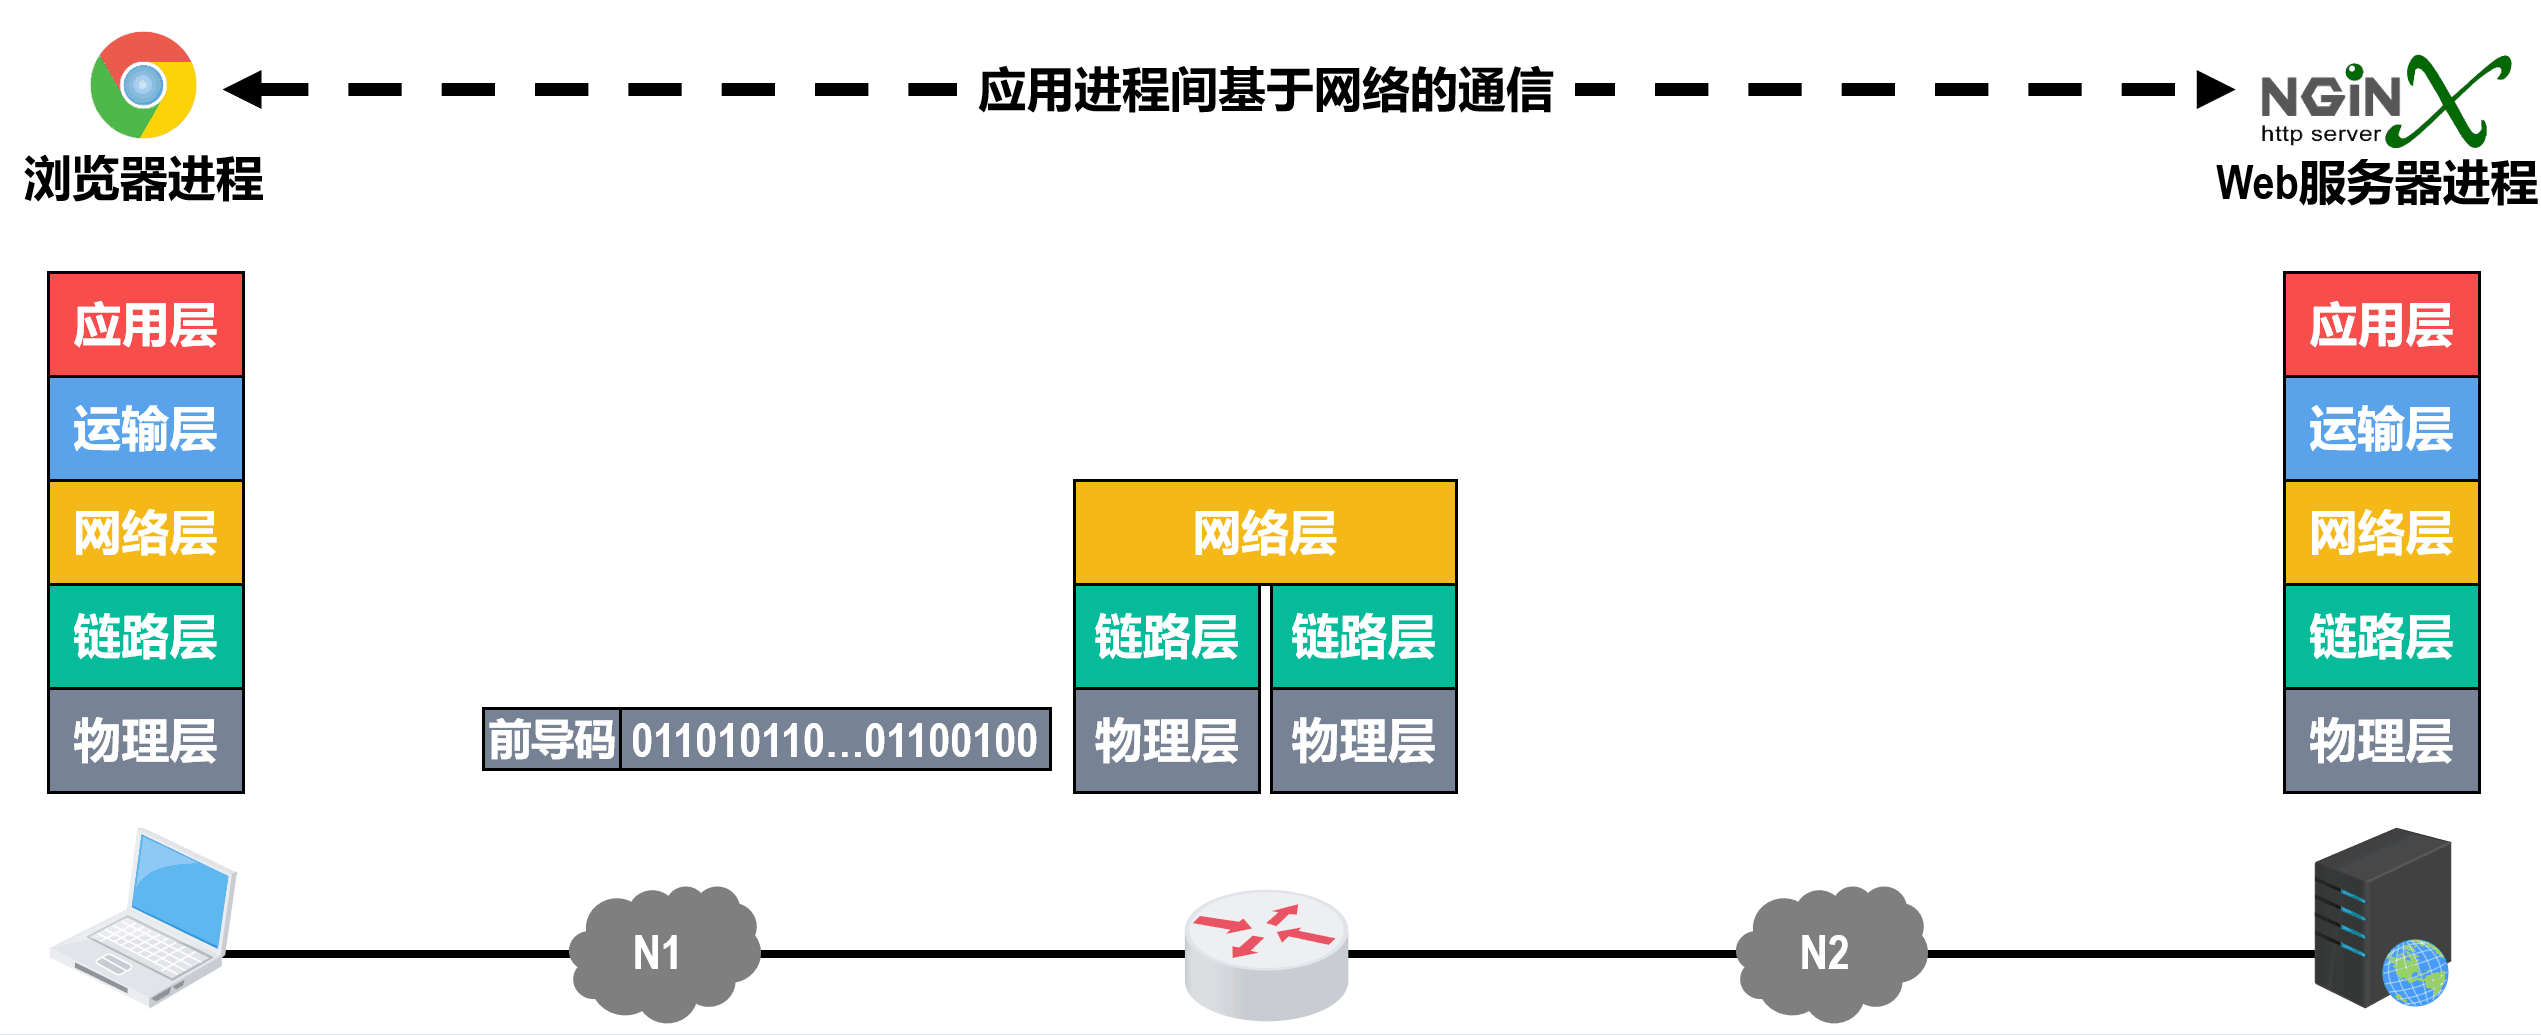 应用进程间基于网络的通信
NGiNX
http server
浏览器进程
Web服务器进程
应用层
运输层
网络层
链路层
物理层
前导码 011010110...01100100
网络层
链路层 链路层
物理层 物理层
应用层
运输层
网络层
链路层
物理层
N1
N2